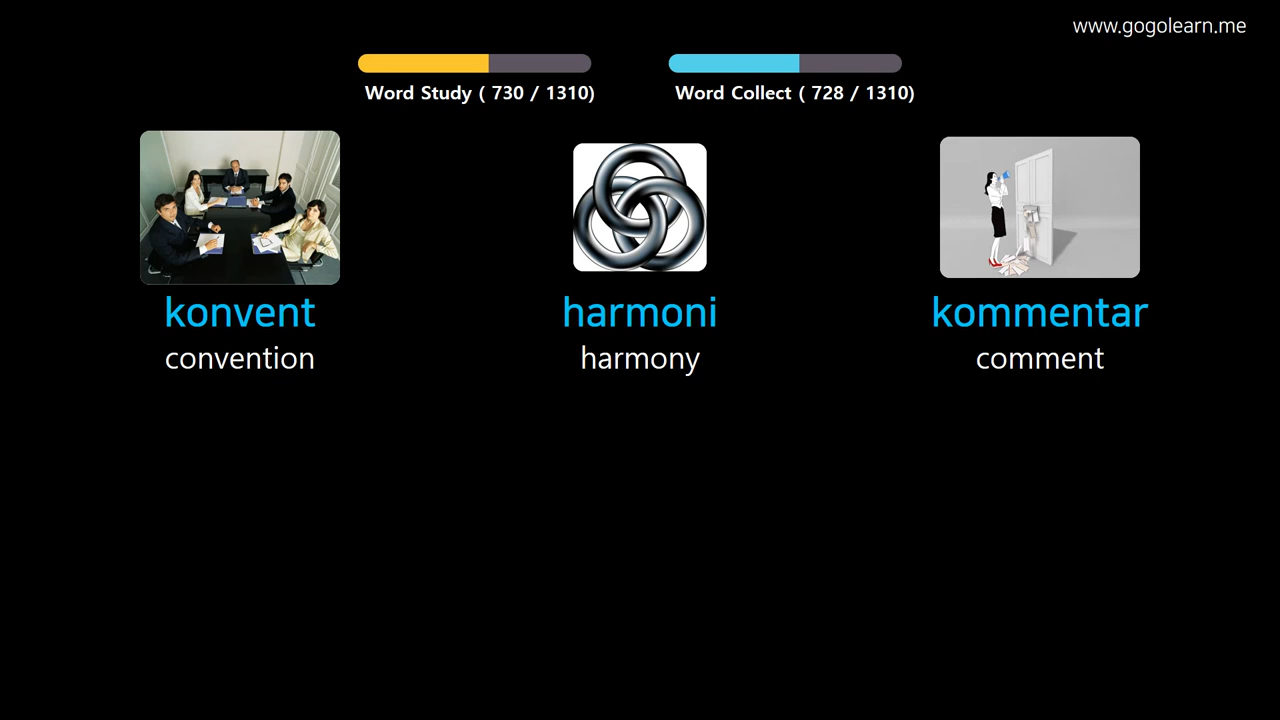 www.gogolearn.me
Word Study ( 730 / 1310)
Word Collect ( 728 / 1310)
konvent
harmoni
kommentar
convention
harmony
comment